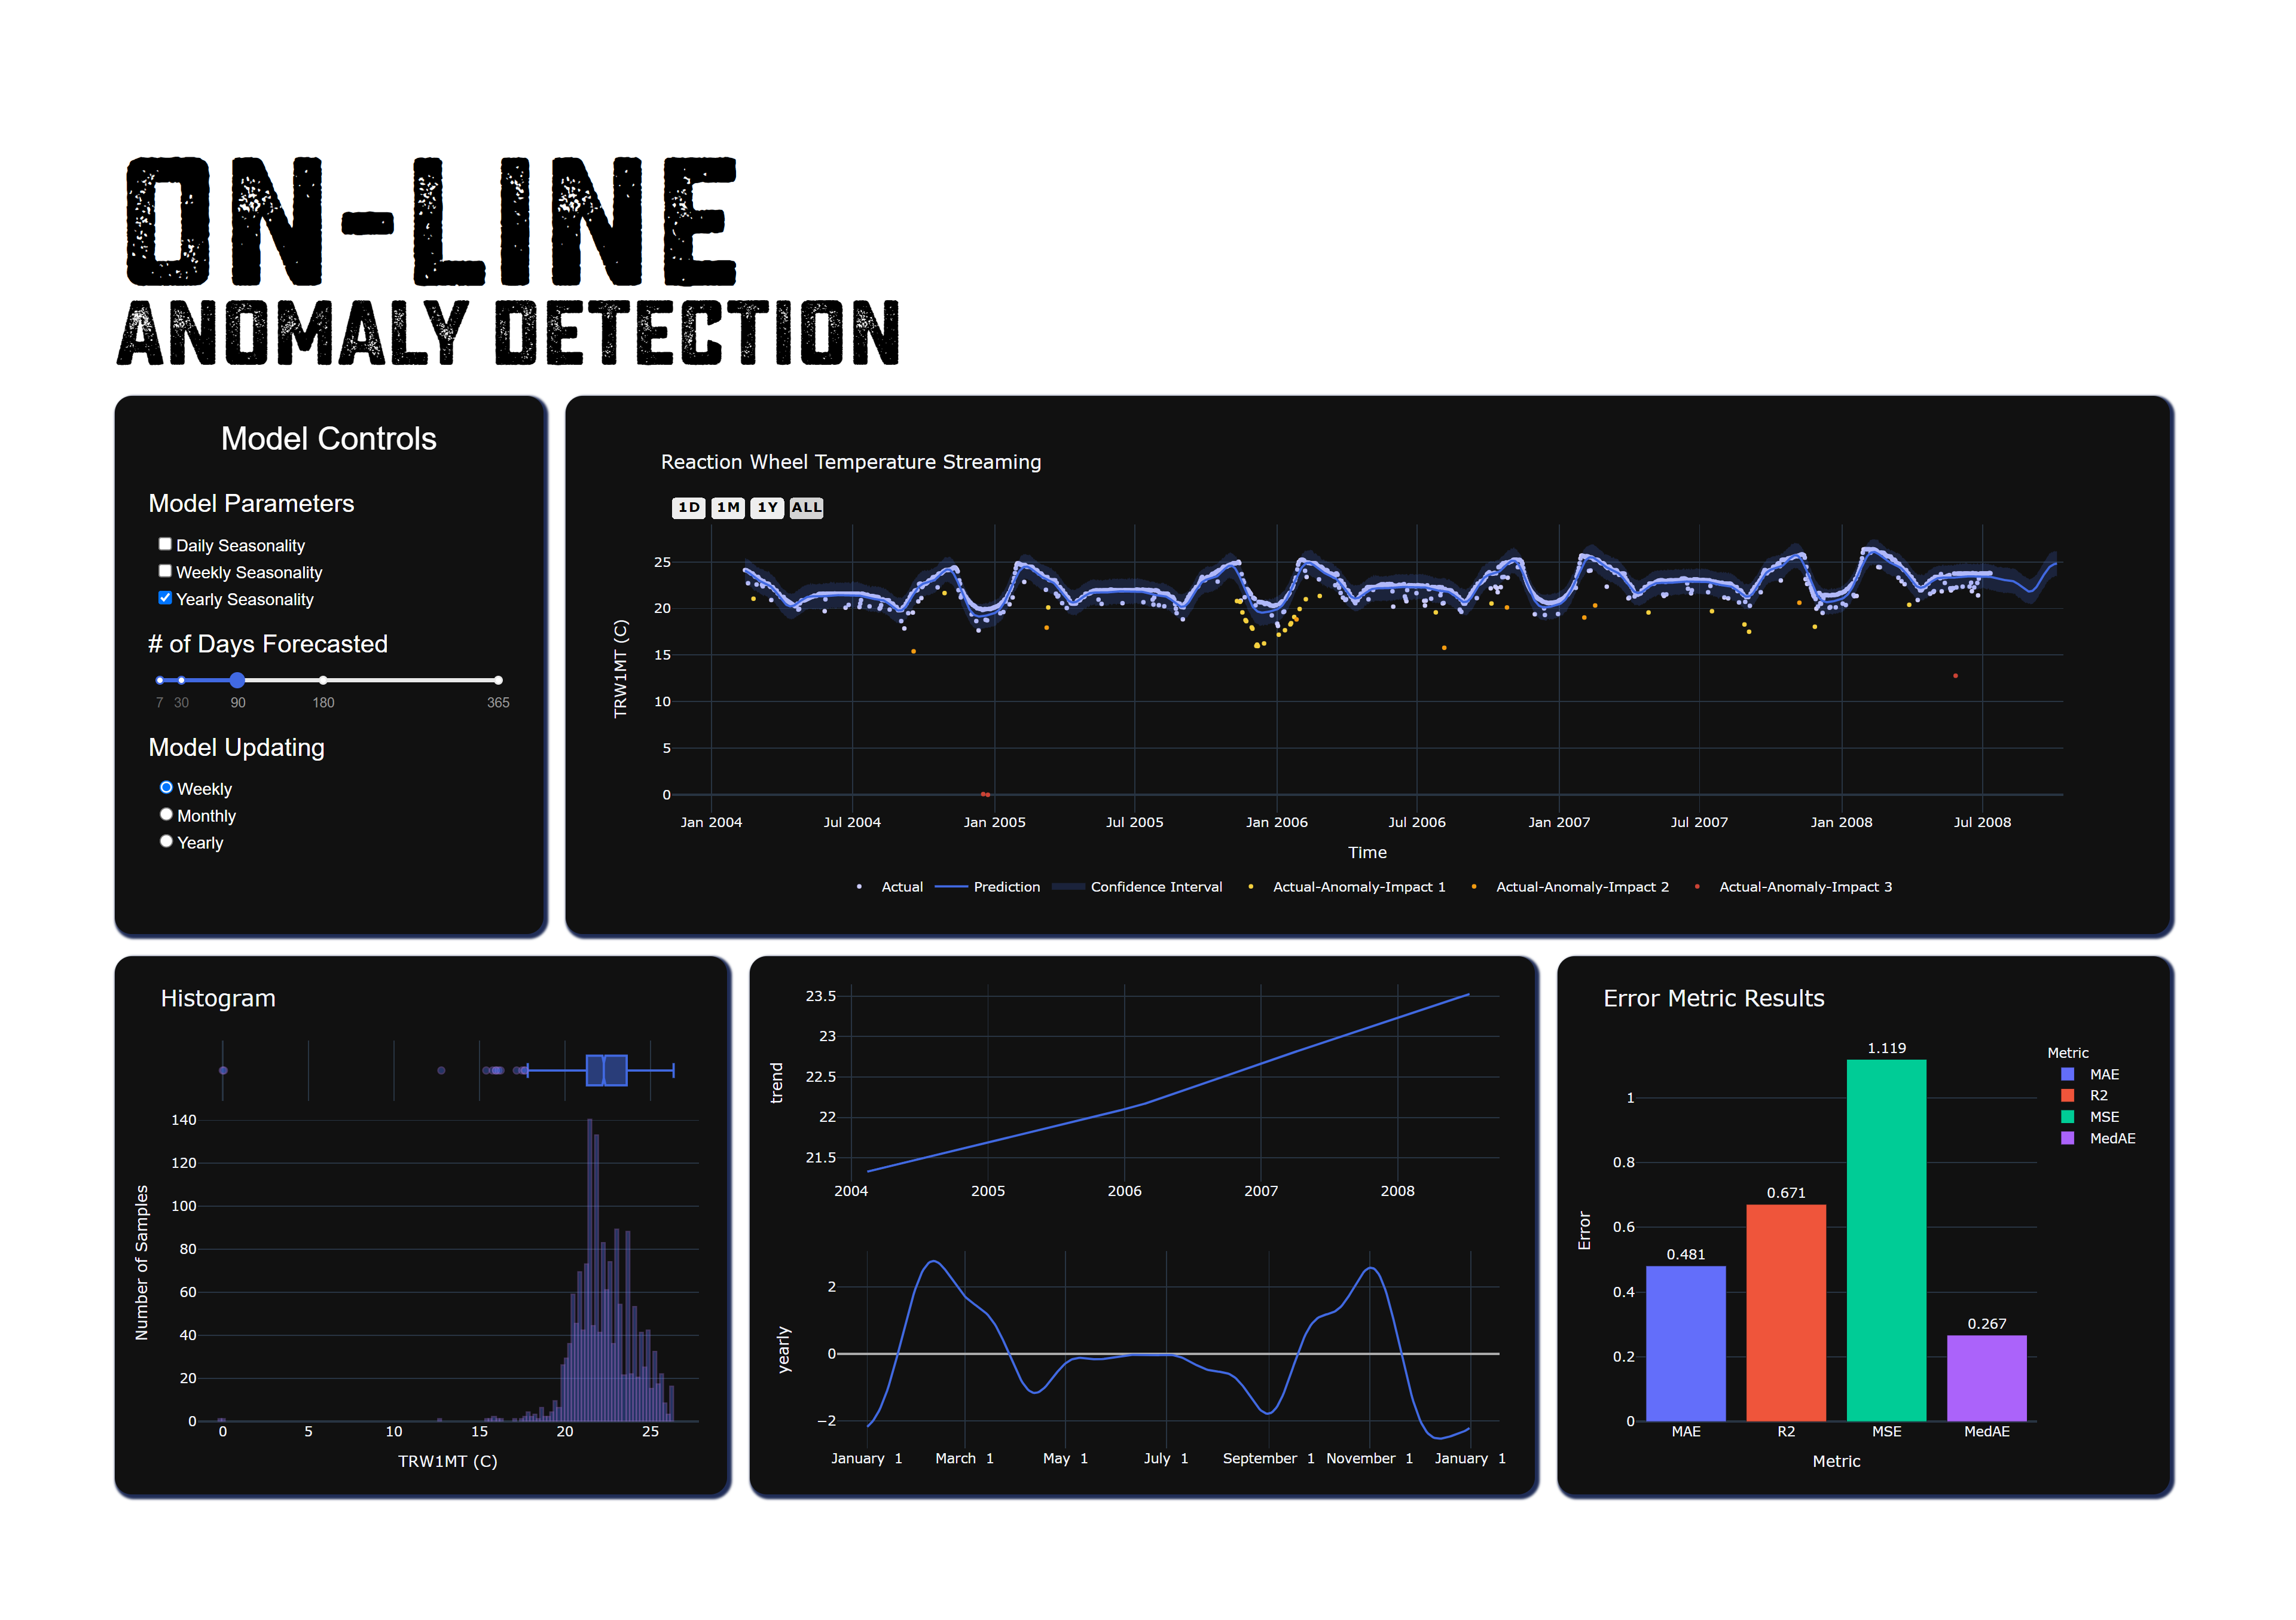 ON-LINE
ANOMALY DETECTION
Model Controls
Model Parameters
Daily Seasonality
Weekly Seasonality
Yearly Seasonality
# of Days Forecasted
7 30 90 180 365
Model Updating
Weekly
Monthly
Yearly
Reaction Wheel Temperature Streaming
1D 1M 1Y ALL
TRW1MT (C)
25
20
15
10
5
0
Jan 2004 Jul 2004 Jan 2005 Jul 2005 Jan 2006 Jul 2006 Jan 2007 Jul 2007 Jan 2008 Jul 2008
Time
Actual Prediction Confidence Interval Actual-Anomaly-Impact 1 Actual-Anomaly-Impact 2 Actual-Anomaly-Impact 3
Histogram
Number of Samples
140
120
100
80
60
40
20
0
0 5 10 15 20 25
TRW1MT (C)
trend
23.5
23
22.5
22
21.5
2004 2005 2006 2007 2008
yearly
2
0
−2
January 1 March 1 May 1 July 1 September 1 November 1 January 1
Error Metric Results
Error
1
0.8
0.6
0.4
0.2
0
0.481
0.671
1.119
0.267
MAE R2 MSE MedAE
Metric
Metric
MAE
R2
MSE
MedAE